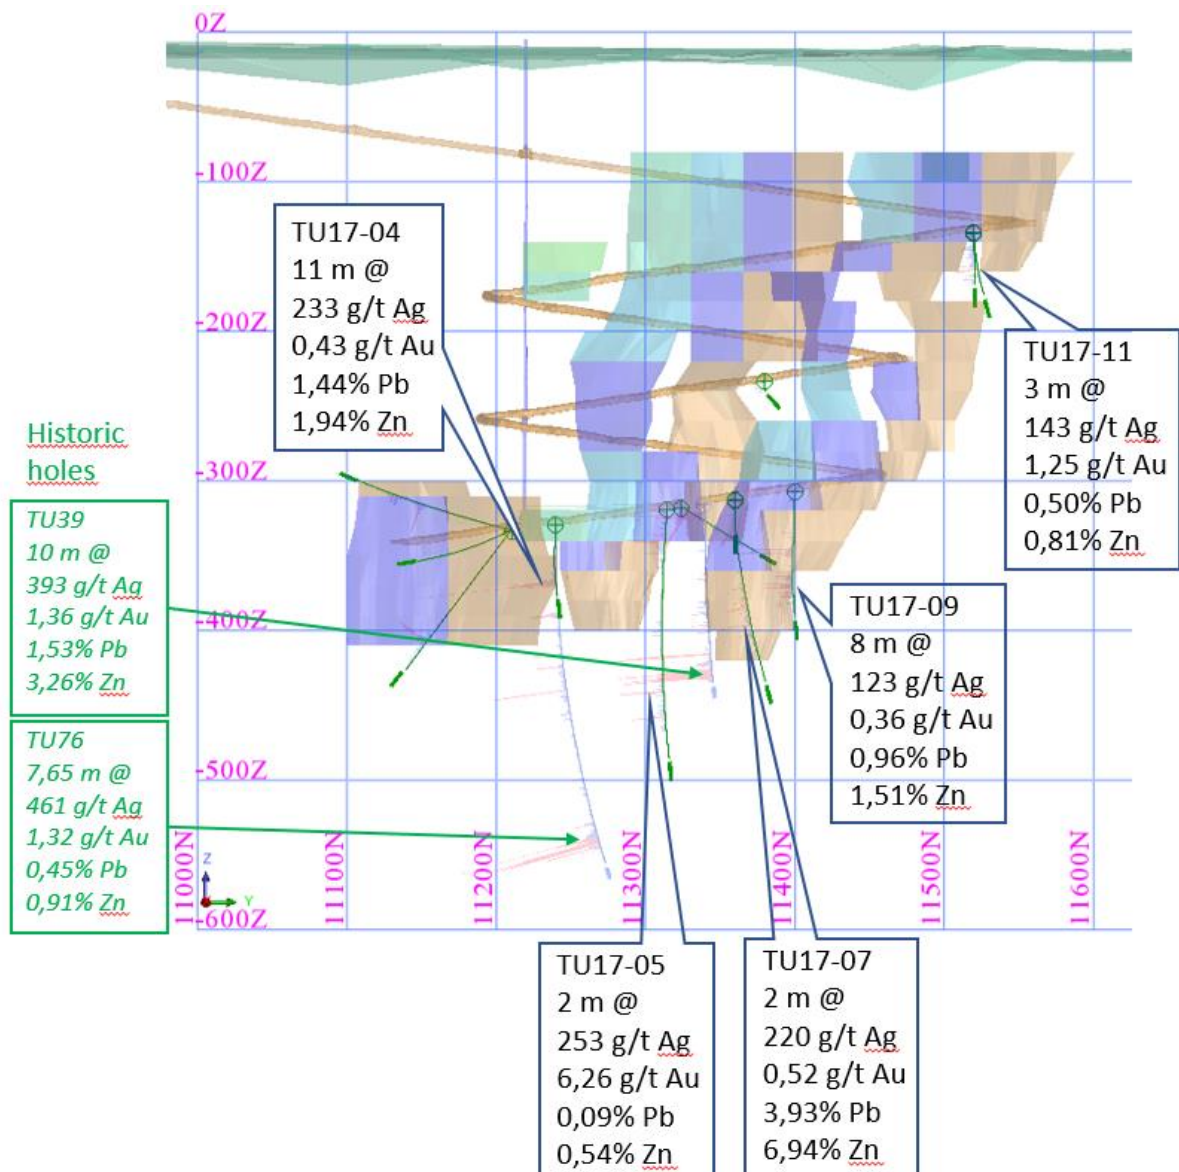 0Z
-100Z
-200Z
-300Z
-400Z
-500Z
-600Z
11000N
11100N
11200N
11300N
11400N
11500N
11600N
Z
Y
TU17-04
11 m @
233 g/t Ag
0,43 g/t Au
1,44% Pb
1,94% Zn
TU17-11
3 m @
143 g/t Ag
1,25 g/t Au
0,50% Pb
0,81% Zn
Historic
holes
TU39
10 m @
393 g/t Ag
1,36 g/t Au
1,53% Pb
3,26% Zn
TU17-09
8 m @
123 g/t Ag
0,36 g/t Au
0,96% Pb
1,51% Zn
TU76
7,65 m @
461 g/t Ag
1,32 g/t Au
0,45% Pb
0,91% Zn
TU17-05
2 m @
253 g/t Ag
6,26 g/t Au
0,09% Pb
0,54% Zn
TU17-07
2 m @
220 g/t Ag
0,52 g/t Au
3,93% Pb
6,94% Zn